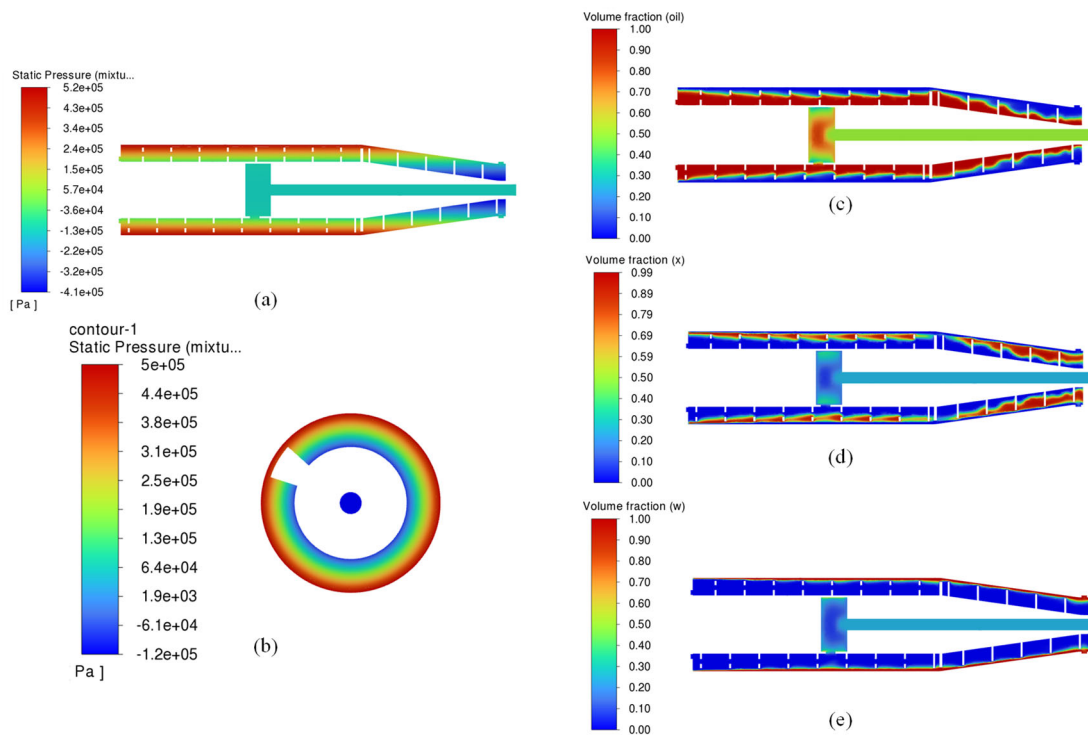 Static Pressure (mixtu...
5.2e+05
4.3e+05
3.4e+05
2.4e+05
1.5e+05
5.7e+04
-3.6e+04
-1.3e+05
-2.2e+05
-3.2e+05
-4.1e+05
[ Pa ]
(a)
contour-1
Static Pressure (mixtu...
5e+05
4.4e+05
3.8e+05
3.1e+05
2.5e+05
1.9e+05
1.3e+05
6.4e+04
1.9e+03
-6.1e+04
-1.2e+05
Pa ]
(b)
Volume fraction (oil)
1.00
0.90
0.80
0.70
0.60
0.50
0.40
0.30
0.20
0.10
0.00
(c)
Volume fraction (x)
0.99
0.89
0.79
0.69
0.59
0.50
0.40
0.30
0.20
0.10
0.00
(d)
Volume fraction (w)
1.00
0.90
0.80
0.70
0.60
0.50
0.40
0.30
0.20
0.10
0.00
(e)